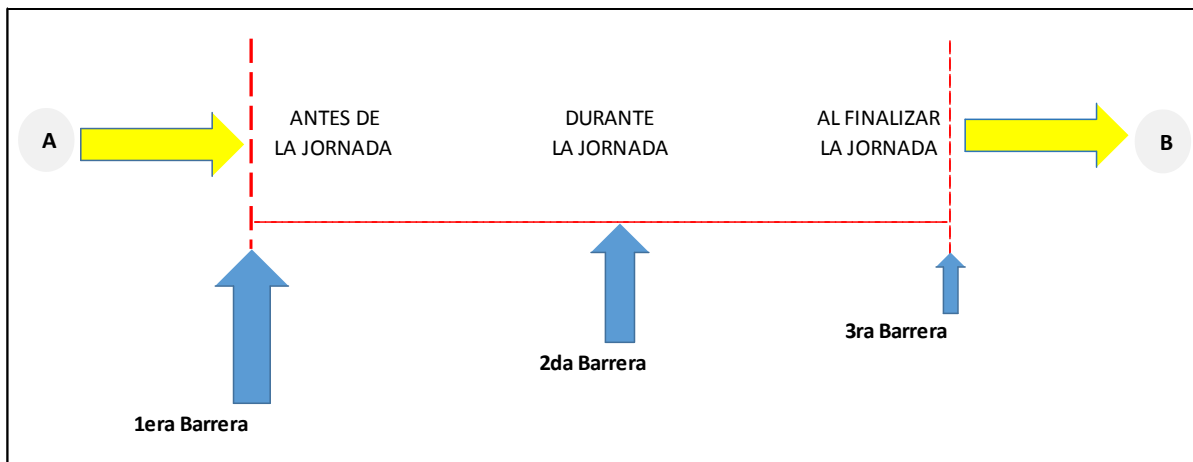 A
ANTES DE
LA JORNADA
DURANTE
LA JORNADA
AL FINALIZAR
LA JORNADA
B
1era Barrera
2da Barrera
3ra Barrera